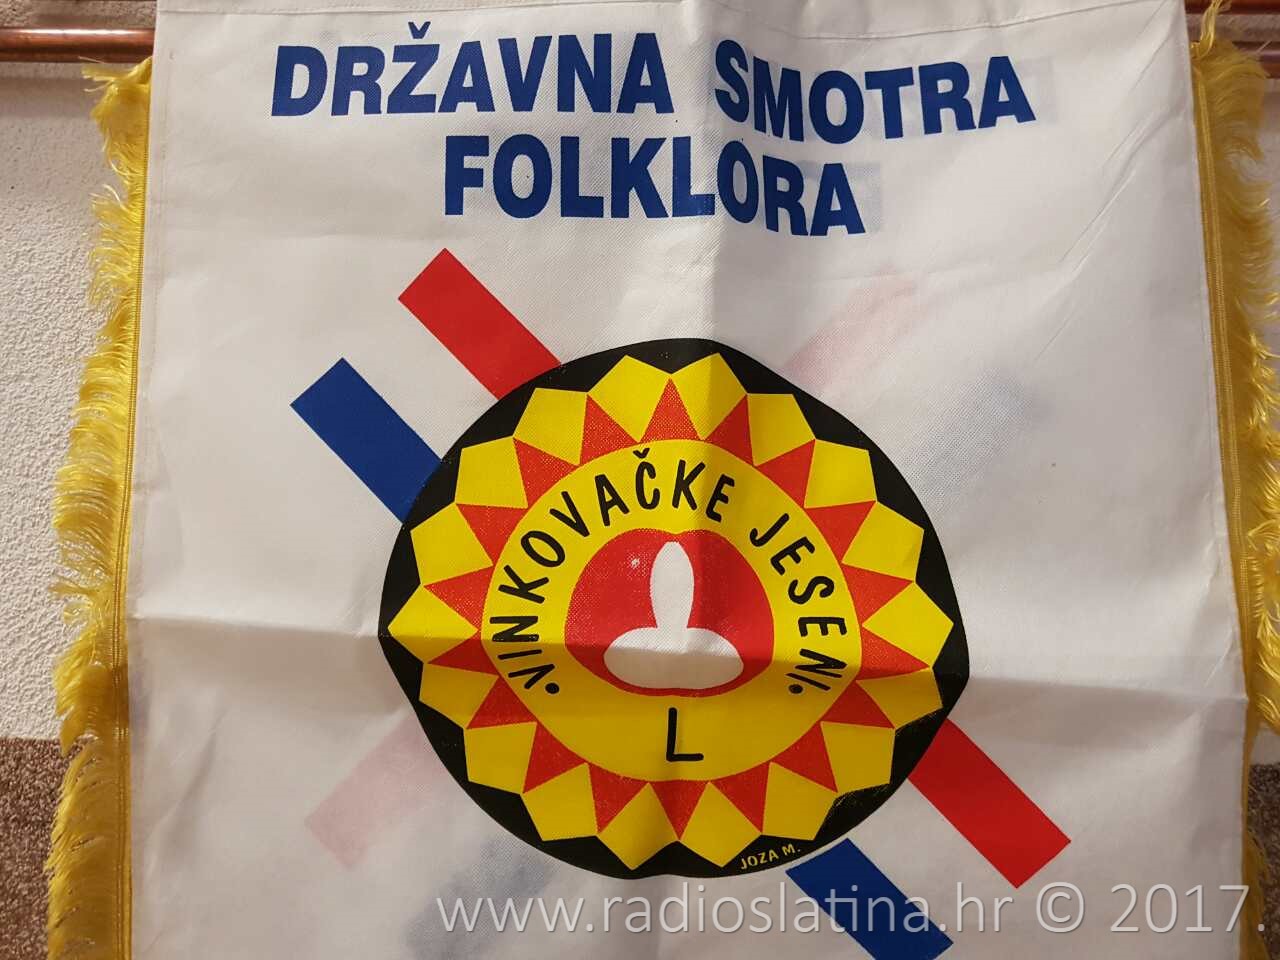 DRŽAVNA SMOTRA
FOLKLORA
• VINKOVAČKE JESENI •
L
JOZA M.
www.radioslatina.hr © 2017.